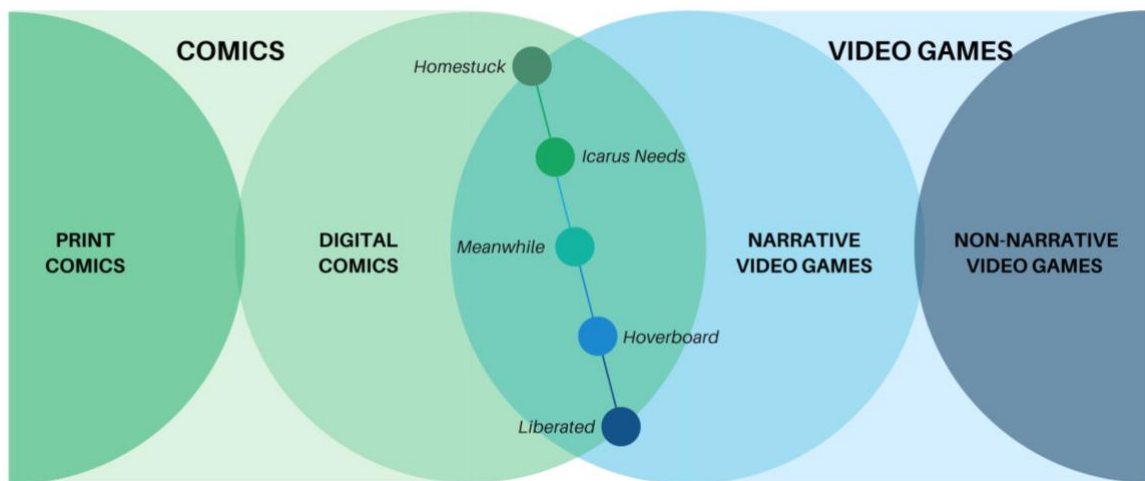 COMICS
VIDEO GAMES
Homestuck
Icarus Needs
PRINT
COMICS
DIGITAL
COMICS
Meanwhile
NARRATIVE
VIDEO GAMES
NON-NARRATIVE
VIDEO GAMES
Hoverboard
Liberated